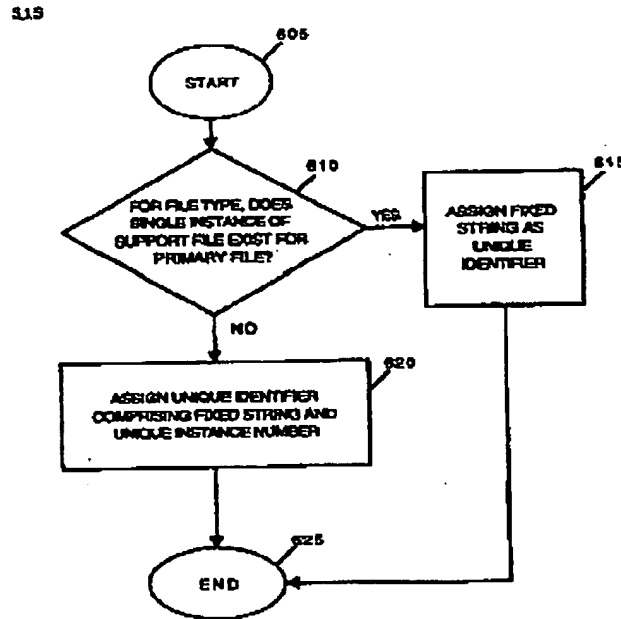 515
605
START
610
FOR FILE TYPE, DOES
SINGLE INSTANCE OF
SUPPORT FILE EXIST FOR
PRIMARY FILE?
YES
615
ASSIGN FIXED
STRING AS
UNIQUE
IDENTIFIER
NO
620
ASSIGN UNIQUE IDENTIFIER
COMPRISING FIXED STRING AND
UNIQUE INSTANCE NUMBER
625
END